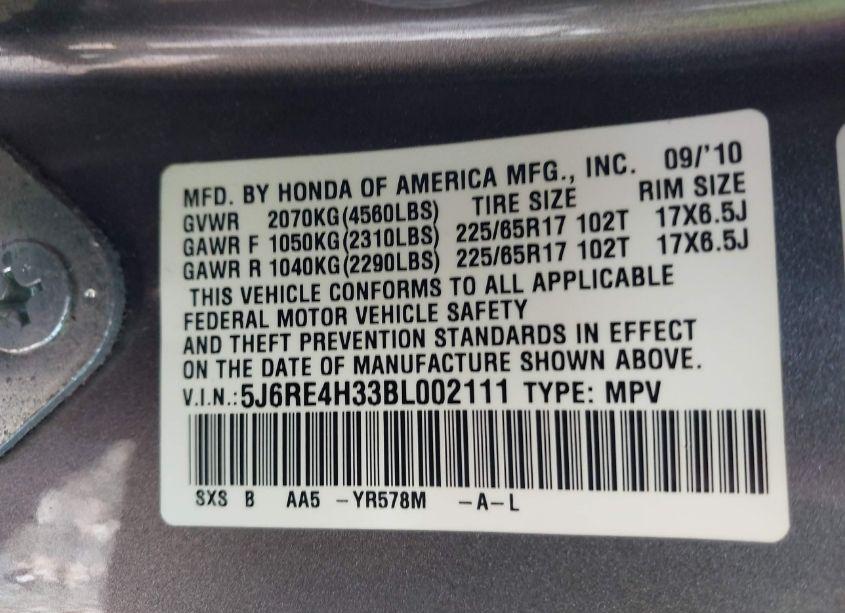 MFD. BY HONDA OF AMERICA MFG., INC. 09/'10
GVWR 2070KG(4560LBS) TIRE SIZE RIM SIZE
GAWR F 1050KG(2310LBS) 225/65R17 102T 17X6.5J
GAWR R 1040KG(2290LBS) 225/65R17 102T 17X6.5J
THIS VEHICLE CONFORMS TO ALL APPLICABLE
FEDERAL MOTOR VEHICLE SAFETY
AND THEFT PREVENTION STANDARDS IN EFFECT
ON THE DATE OF MANUFACTURE SHOWN ABOVE.
V.I.N.:5J6RE4H33BL002111 TYPE: MPV
SXS B AA5 -YR578M -A-L